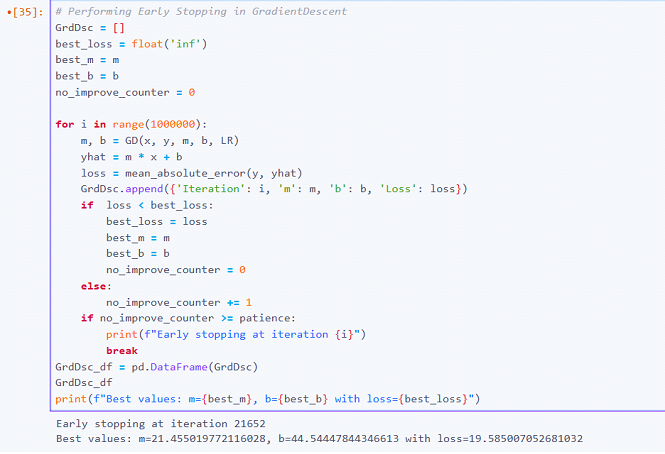 •[35]: # Performing Early Stopping in GradientDescent
GrdDsc = []
best_loss = float('inf')
best_m = m
best_b = b
no_improve_counter = 0
for i in range(1000000):
    m, b = GD(x, y, m, b, LR)
    yhat = m * x + b
    loss = mean_absolute_error(y, yhat)
    GrdDsc.append({'Iteration': i, 'm': m, 'b': b, 'Loss': loss})
    if  loss < best_loss:
        best_loss = loss
        best_m = m
        best_b = b
        no_improve_counter = 0
    else:
        no_improve_counter += 1
    if no_improve_counter >= patience:
        print(f"Early stopping at iteration {i}")
        break
GrdDsc_df = pd.DataFrame(GrdDsc)
GrdDsc_df
print(f"Best values: m={best_m}, b={best_b} with loss={best_loss}")
Early stopping at iteration 21652
Best values: m=21.455019772116028, b=44.54447844346613 with loss=19.585007052681032